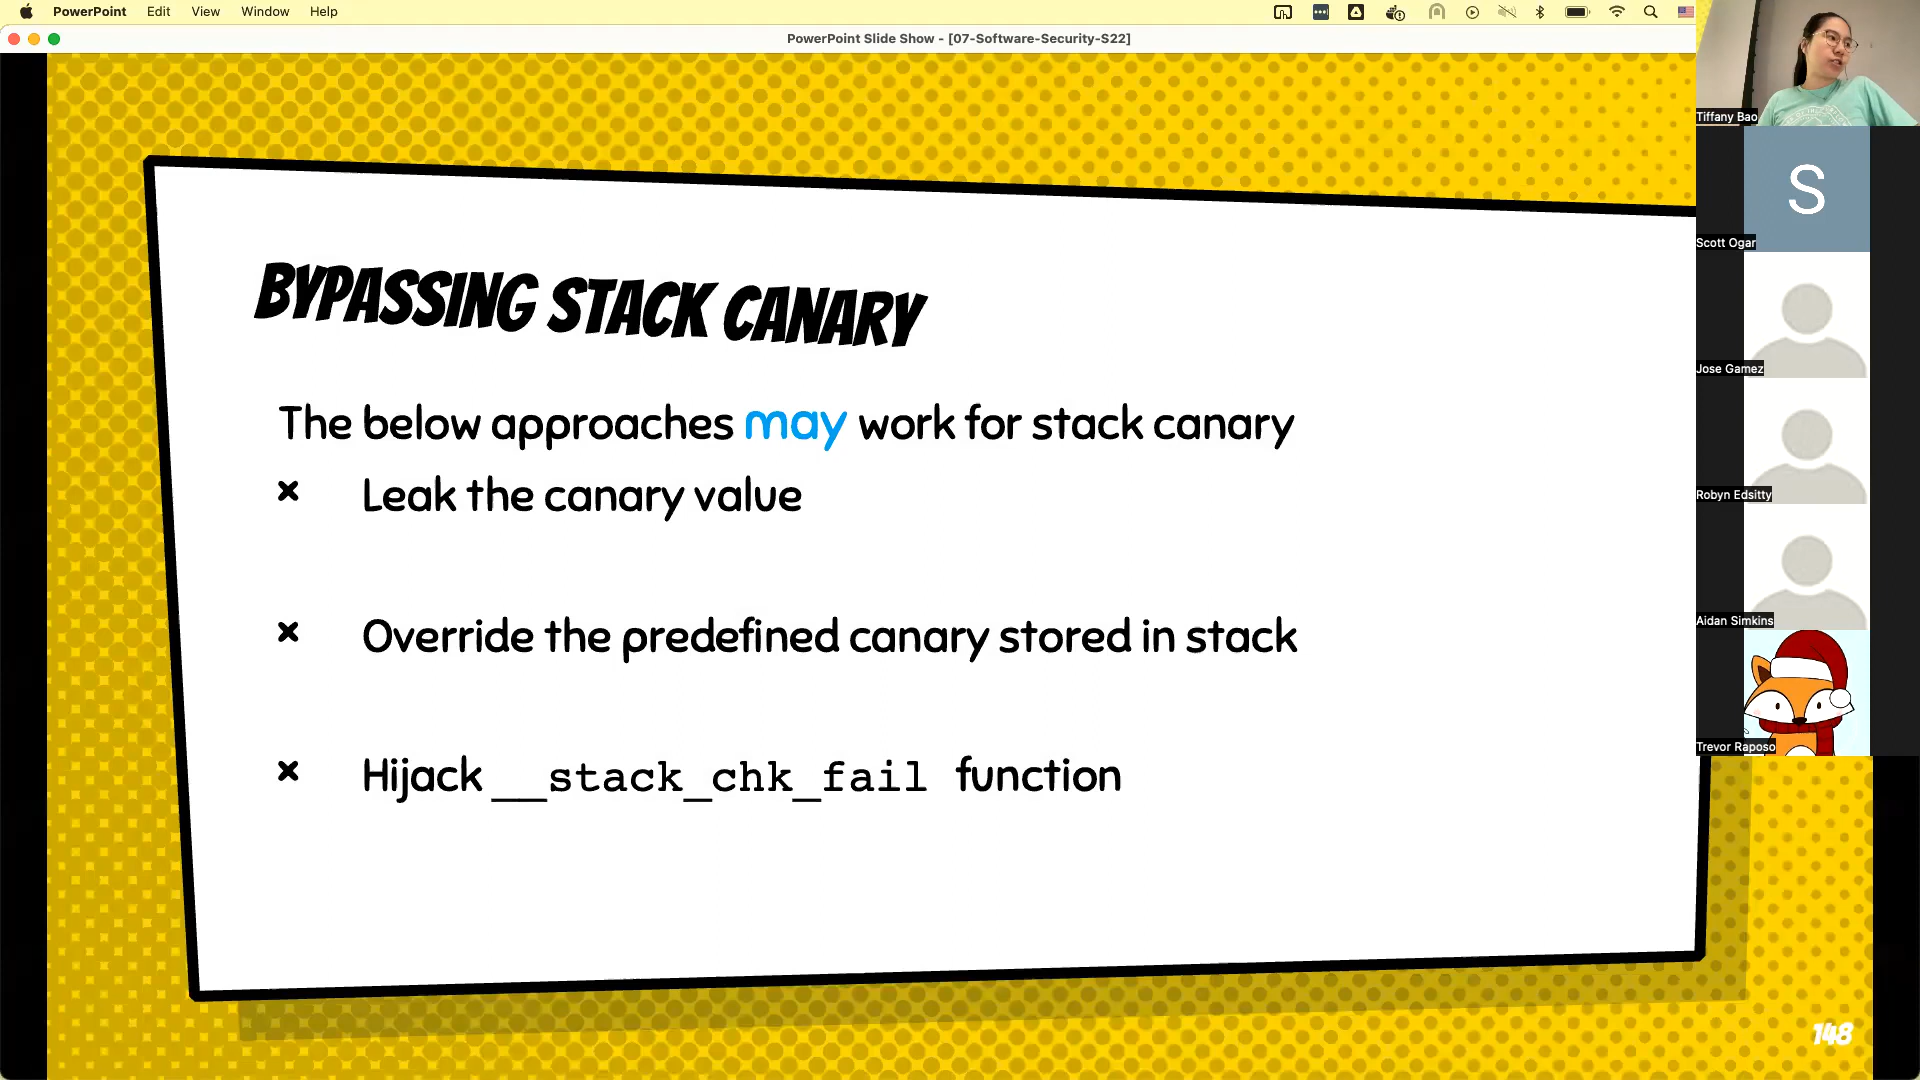 PowerPoint Edit View Window Help
PowerPoint Slide Show - [07-Software-Security-S22]
BYPASSING STACK CANARY
The below approaches may work for stack canary
× Leak the canary value
× Override the predefined canary stored in stack
× Hijack __stack_chk_fail function
148
Tiffany Bao
S
Scott Ogar
Jose Gamez
Robyn Edsitty
Aidan Simkins
Trevor Raposo